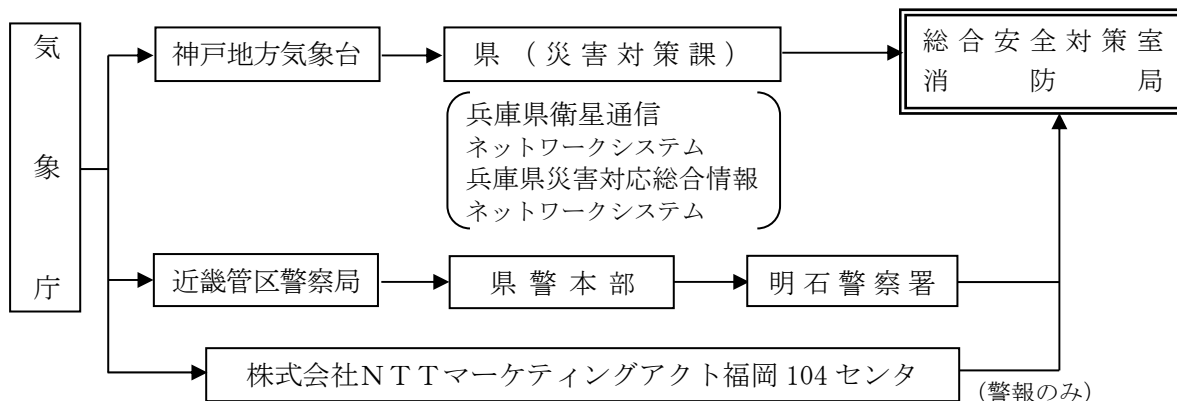 気象庁
神戸地方気象台
県（災害対策課）
総合安全対策室
消防局
兵庫県衛星通信
ネットワークシステム
兵庫県災害対応総合情報
ネットワークシステム
近畿管区警察局
県警本部
明石警察署
株式会社ＮＴＴマーケティングアクト福岡 104 センタ
（警報のみ）